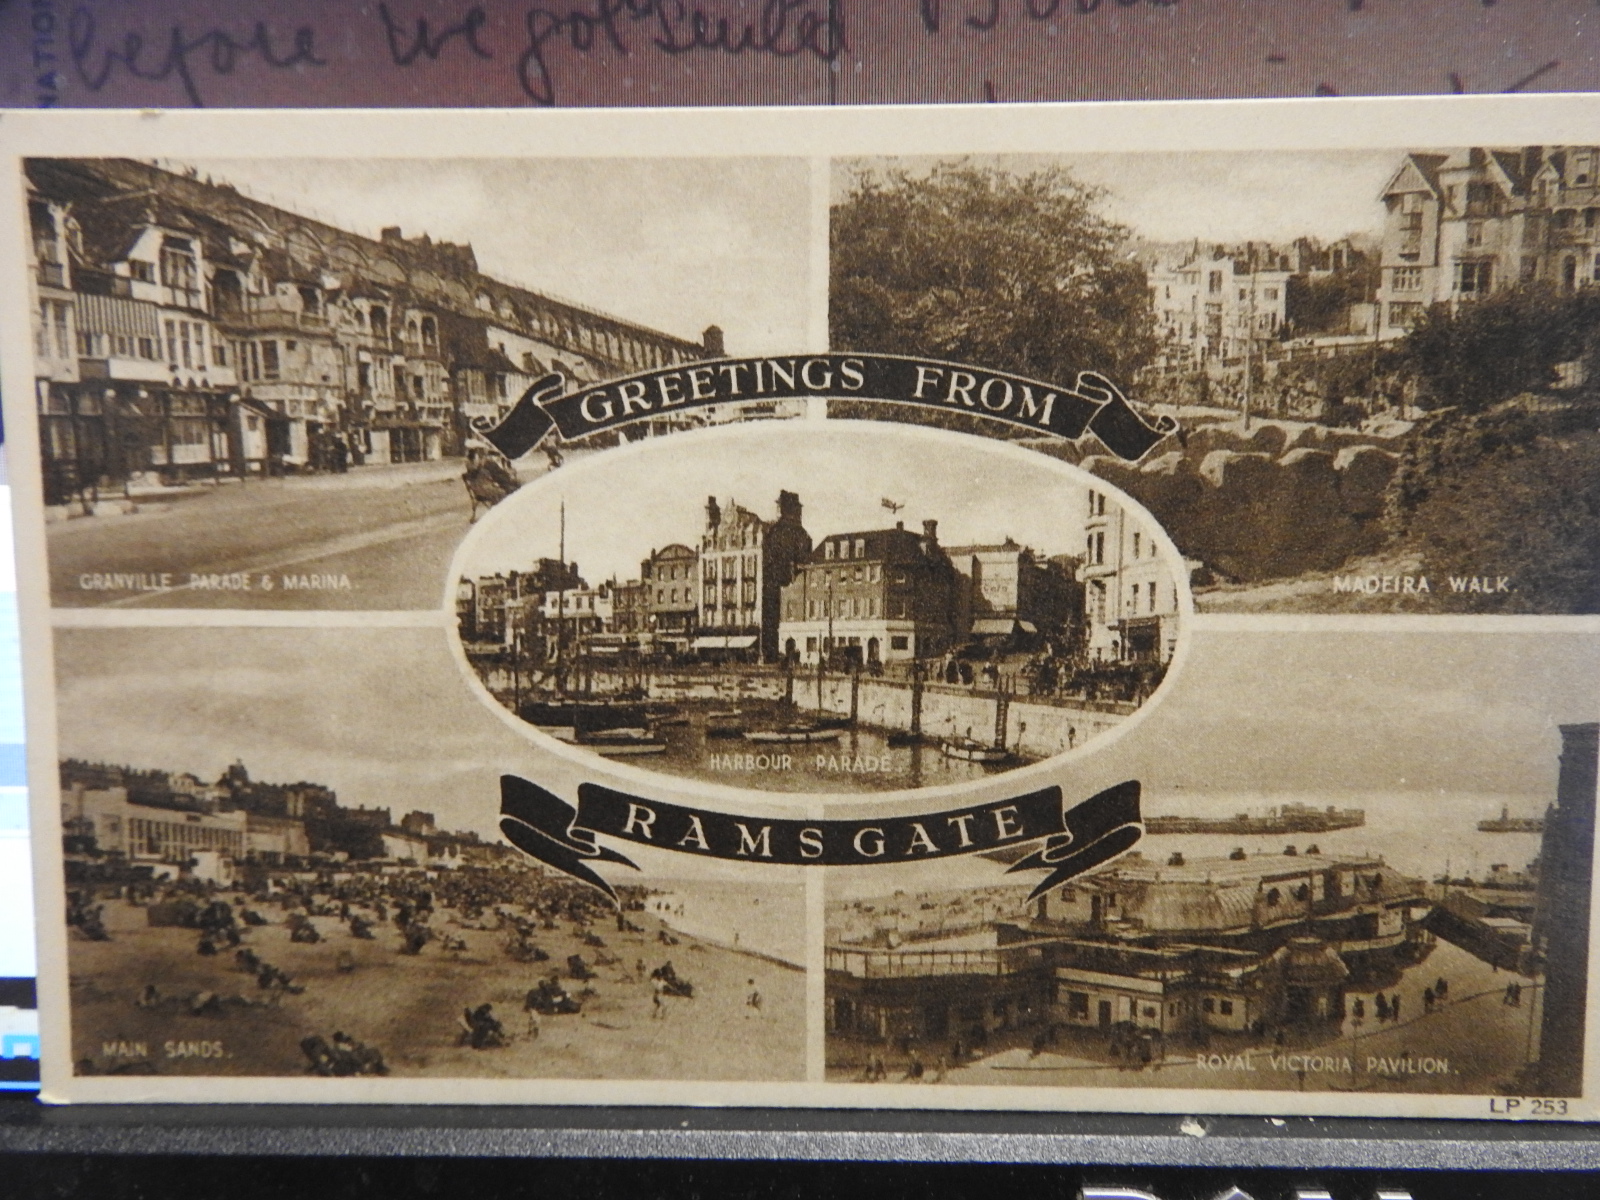 NATION
before we got
GREETINGS FROM
GRANVILLE PARADE & MARINA.
MADEIRA WALK.
HARBOUR PARADE.
RAMSGATE
MAIN SANDS.
ROYAL VICTORIA PAVILION.
LP 253